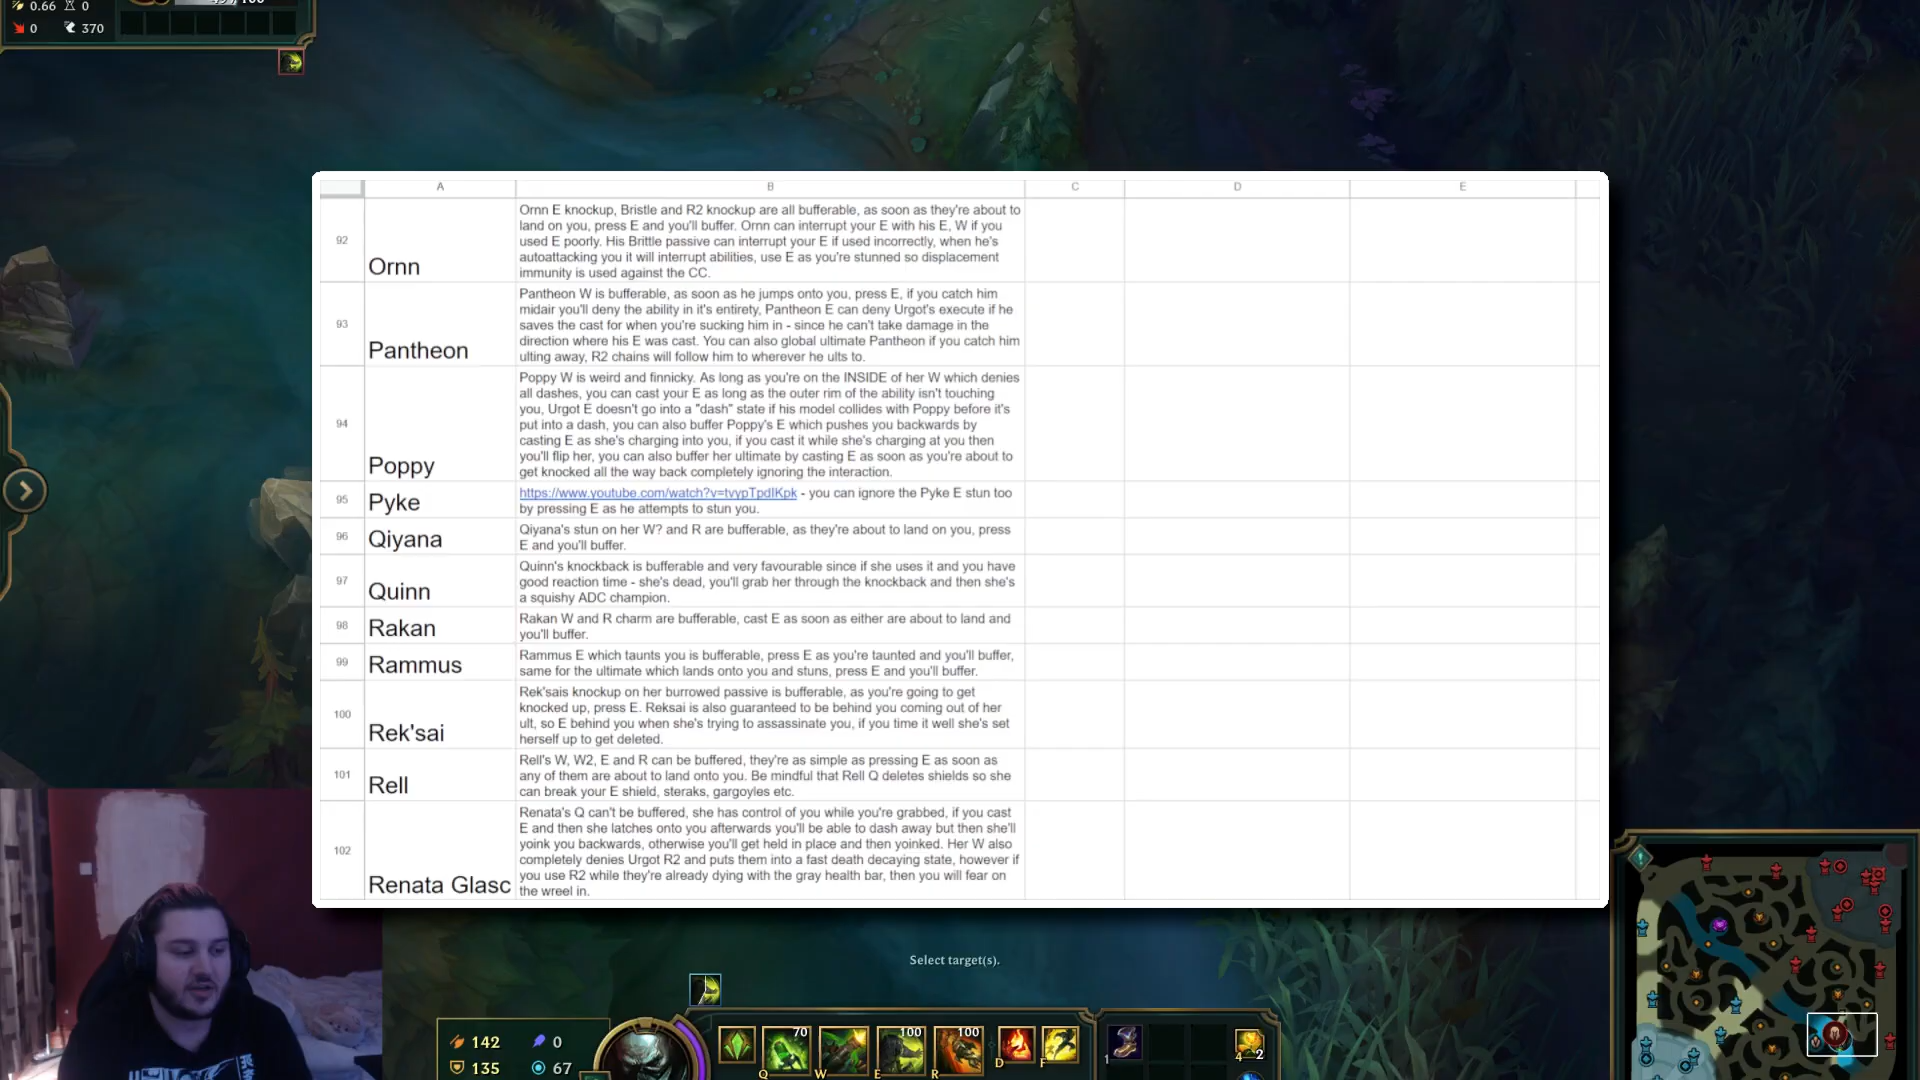 0.66 0
0 370
A B C D E
92 Ornn
Ornn E knockup, Bristle and R2 knockup are all bufferable, as soon as they're about to
land on you, press E and you'll buffer. Ornn can interrupt your E with his E, W if you
used E poorly. His Brittle passive can interrupt your E if used incorrectly, when he's
autoattacking you it will interrupt abilities, use E as you're stunned so displacement
immunity is used against the CC.
93 Pantheon
Pantheon W is bufferable, as soon as he jumps onto you, press E, if you catch him
midair you'll deny the ability in it's entirety, Pantheon E can deny Urgot's execute if he
saves the cast for when you're sucking him in - since he can't take damage in the
direction where his E was cast. You can also global ultimate Pantheon if you catch him
ulting away, R2 chains will follow him to wherever he ults to.
94 Poppy
Poppy W is weird and finnicky. As long as you're on the INSIDE of her W which denies
all dashes, you can cast your E as long as the outer rim of the ability isn't touching
you, Urgot E doesn't go into a "dash" state if his model collides with Poppy before it's
put into a dash, you can also buffer Poppy's E which pushes you backwards by
casting E as she's charging into you, if you cast it while she's charging at you then
you'll flip her, you can also buffer her ultimate by casting E as soon as you're about to
get knocked all the way back completely ignoring the interaction.
95 Pyke
https://www.youtube.com/watch?v=tvypTpdIKpk - you can ignore the Pyke E stun too
by pressing E as he attempts to stun you.
96 Qiyana
Qiyana's stun on her W? and R are bufferable, as they're about to land on you, press
E and you'll buffer.
97 Quinn
Quinn's knockback is bufferable and very favourable since if she uses it and you have
good reaction time - she's dead, you'll grab her through the knockback and then she's
a squishy ADC champion.
98 Rakan
Rakan W and R charm are bufferable, cast E as soon as either are about to land and
you'll buffer.
99 Rammus
Rammus E which taunts you is bufferable, press E as you're taunted and you'll buffer,
same for the ultimate which lands onto you and stuns, press E and you'll buffer.
100 Rek'sai
Rek'sais knockup on her burrowed passive is bufferable, as you're going to get
knocked up, press E. Reksai is also guaranteed to be behind you coming out of her
ult, so E behind you when she's trying to assassinate you, if you time it well she's set
herself up to get deleted.
101 Rell
Rell's W, W2, E and R can be buffered, they're as simple as pressing E as soon as
any of them are about to land onto you. Be mindful that Rell Q deletes shields so she
can break your E shield, steraks, gargoyles etc.
102 Renata Glasc
Renata's Q can't be buffered, she has control of you while you're grabbed, if you cast
E and then she latches onto you afterwards you'll be able to dash away but then she'll
yoink you backwards, otherwise you'll get held in place and then yoinked. Her W also
completely denies Urgot R2 and puts them into a fast death decaying state, however if
you use R2 while they're already dying with the gray health bar, then you will fear on
the wreel in.
Select target(s).
142 0
135 67
70 100 100
Q W E R D F
1 4 2